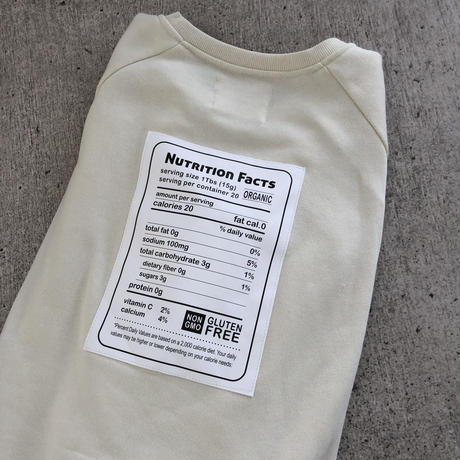 NUTRITION FACTS
serving size 1Tbs (15g)
serving per container 20 ORGANIC
amount per serving
calories 20 fat cal.0
% daily value
total fat 0g 0%
sodium 100mg 5%
total carbohydrate 3g 1%
dietary fiber 0g
sugars 3g 1%
protein 0g
vitamin C 2%
calcium 4%
NON GMO
GLUTEN FREE
*Percent Daily Values are based on a 2,000 calorie diet. Your daily
values may be higher or lower depending on your calorie needs: